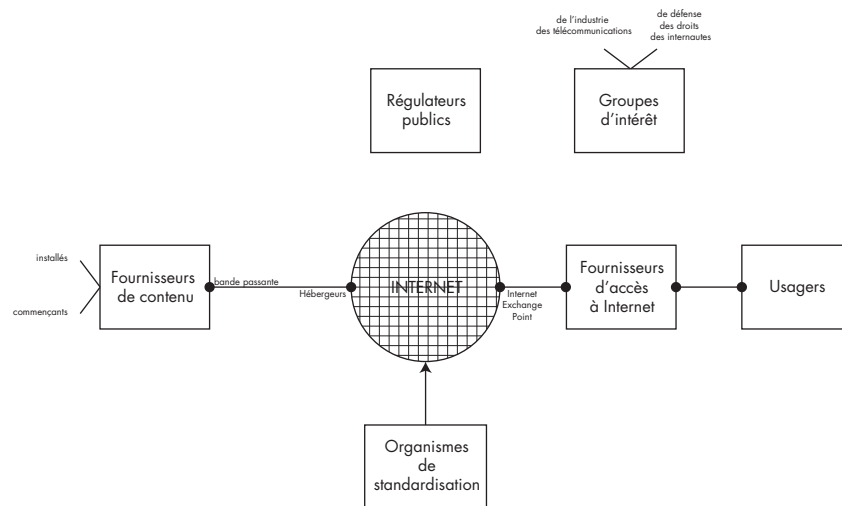 de l’industrie
des télécommunications
de défense
des droits
des internautes
Régulateurs
publics
Groupes
d’intérêt
installés
commençants
Fournisseurs
de contenu
bande passante
Hébergeurs
INTERNET
Internet
Exchange
Point
Fournisseurs
d’accès
à Internet
Usagers
Organismes
de
standardisation